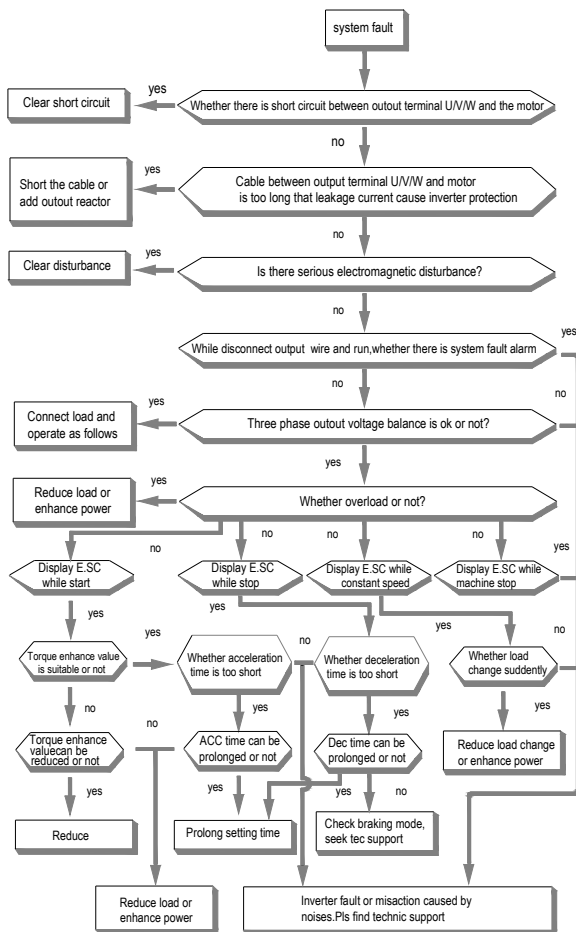 system fault
yes
Clear short circuit
Whether there is short circuit between outout terminal U/V/W and the motor
no
yes
Short the cable or
add outout reactor
Cable between output terminal U/V/W and motor
is too long that leakage current cause inverter protection
no
yes
Clear disturbance
Is there serious electromagnetic disturbance?
no
yes
While disconnect output wire and run,whether there is system fault alarm
no
no
yes
Connect load and
operate as follows
Three phase outout voltage balance is ok or not?
yes
Reduce load or
enhance power
yes
Whether overload or not?
no
no
no
no
yes
Display E.SC
while start
Display E.SC
while stop
Display E.SC while
constant speed
Display E.SC while
machine stop
yes
yes
yes
no
Torque enhance value
is suitable or not
yes
Whether acceleration
time is too short
no
Whether deceleration
time is too short
Whether load
change suddently
no
yes
yes
yes
Torque enhance
valuecan be
reduced or not
no
ACC time can be
prolonged or not
Dec time can be
prolonged or not
Reduce load change
or enhance power
yes
yes
yes
no
Reduce
Prolong setting time
Check braking mode,
seek tec support
Reduce load or
enhance power
Inverter fault or misaction caused by
noises.Pls find technic support